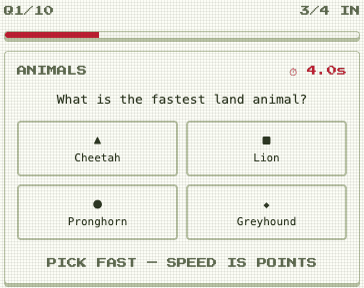 Q1/10 3/4 IN
ANIMALS 4.0s
What is the fastest land animal?
Cheetah Lion
Pronghorn Greyhound
PICK FAST — SPEED IS POINTS